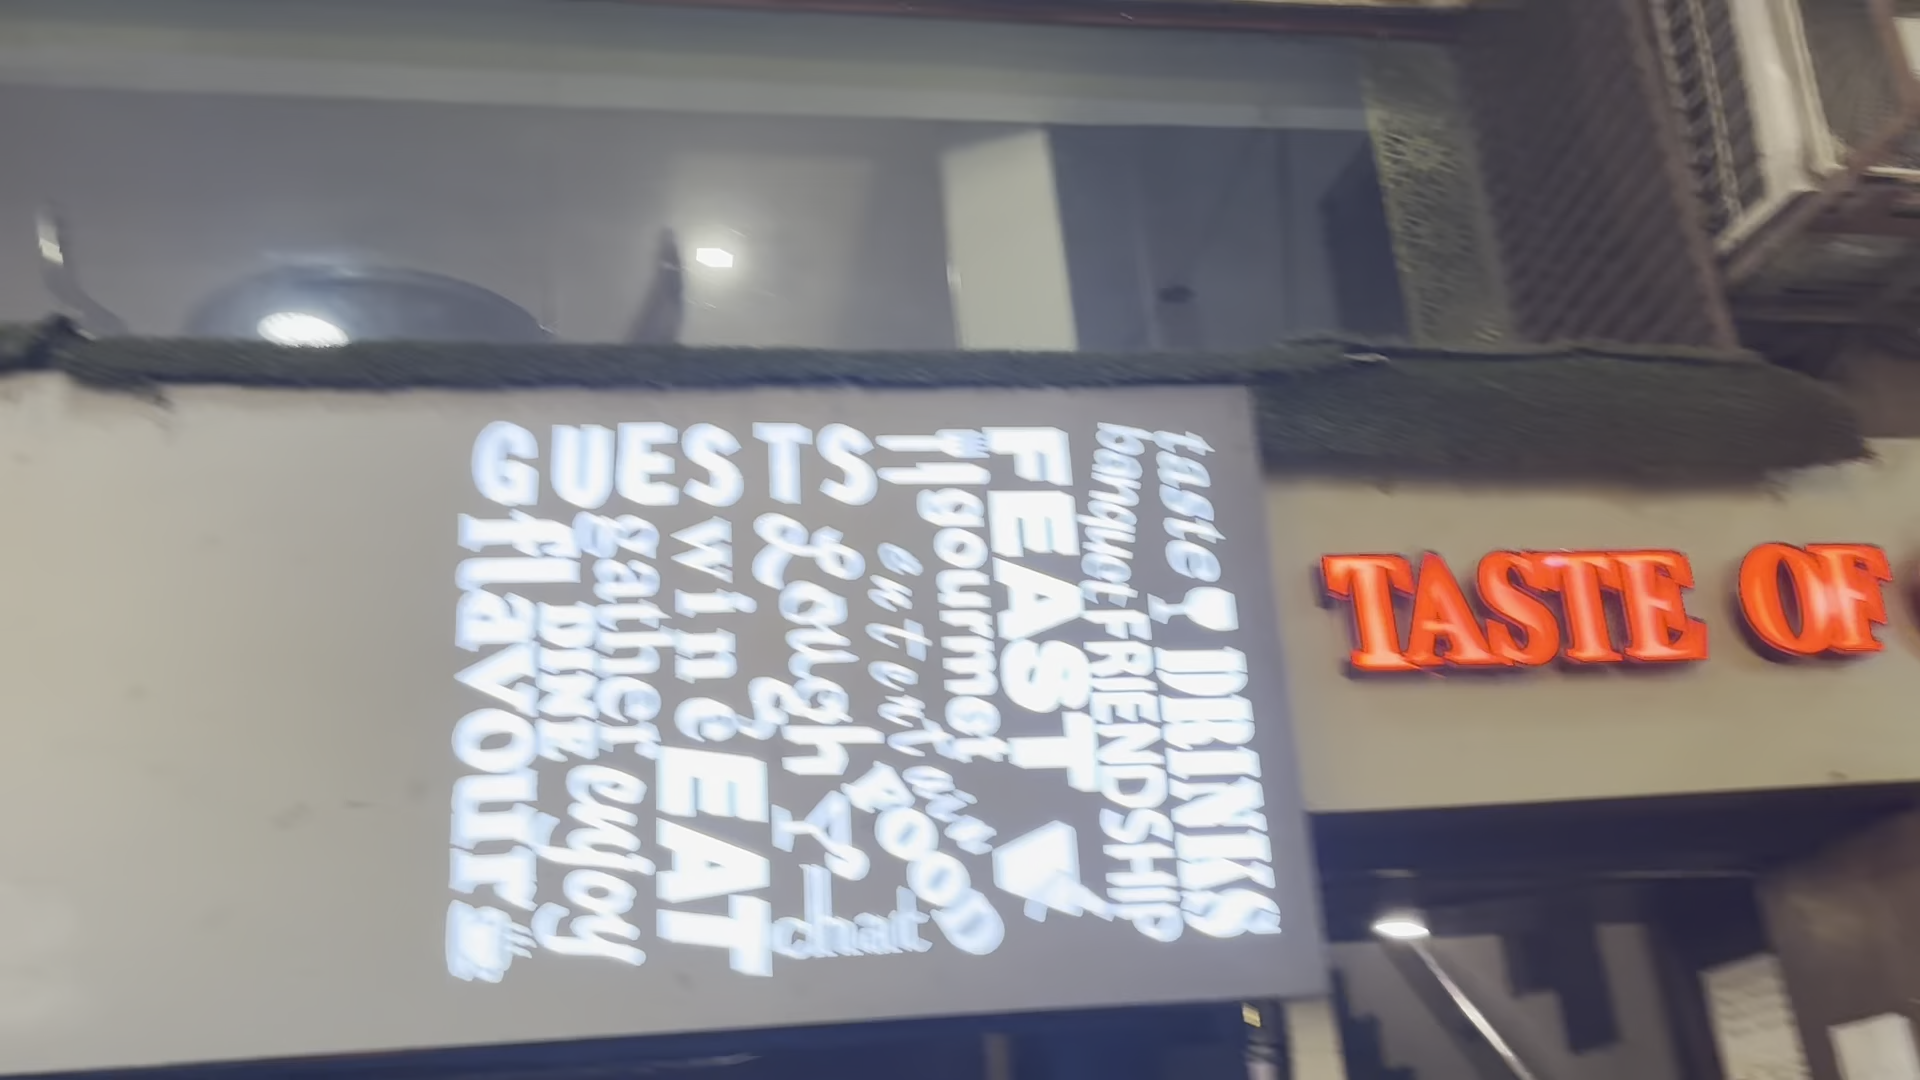 taste DRINKS
banquet FRIENDSHIP
FEAST
gourmet
entertain
FOOD
GUESTS
Laugh
chat
wine EAT
gather enjoy
DINE
flavour
TASTE OF